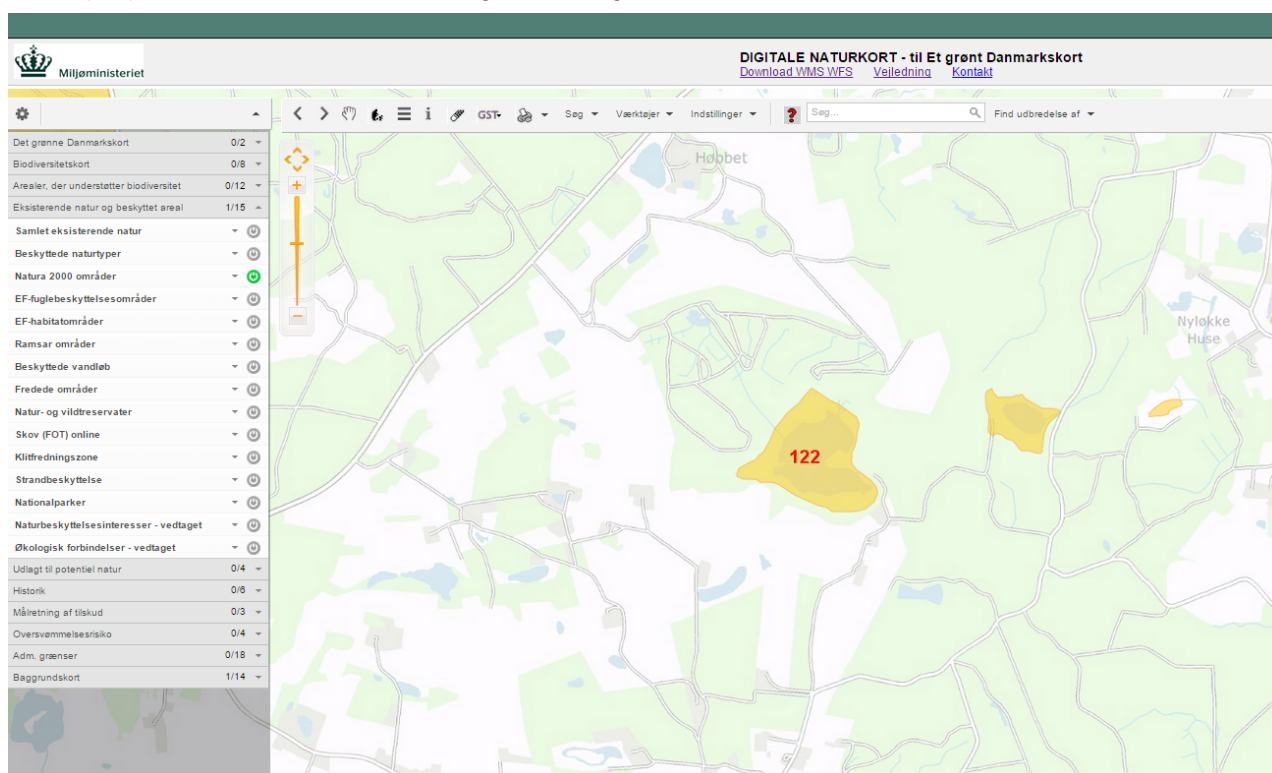 Miljøministeriet
DIGITALE NATURKORT - til Et grønt Danmarkskort
Download WMS WFS Vejledning Kontakt
GST Søg Værktøjer Indstillinger ? Søg... Find udbredelse af
Det grønne Danmarkskort 0/2
Biodiversitetskort 0/8
Arealer, der understøtter biodiversitet 0/12
Eksisterende natur og beskyttet areal 1/15
Samlet eksisterende natur
Beskyttede naturtyper
Natura 2000 områder
EF-fuglebeskyttelsesområder
EF-habitatområder
Ramsar områder
Beskyttede vandløb
Fredede områder
Natur- og vildtreservater
Skov (FOT) online
Klitfredningszone
Strandbeskyttelse
Nationalparker
Naturbeskyttelsesinteresser - vedtaget
Økologisk forbindelser - vedtaget
Udlagt til potentiel natur 0/4
Historik 0/6
Målretning af tilskud 0/3
Oversvømmelsesrisiko 0/4
Adm. grænser 0/18
Baggrundskort 1/14
Høbbet
Nyløkke
Huse
122